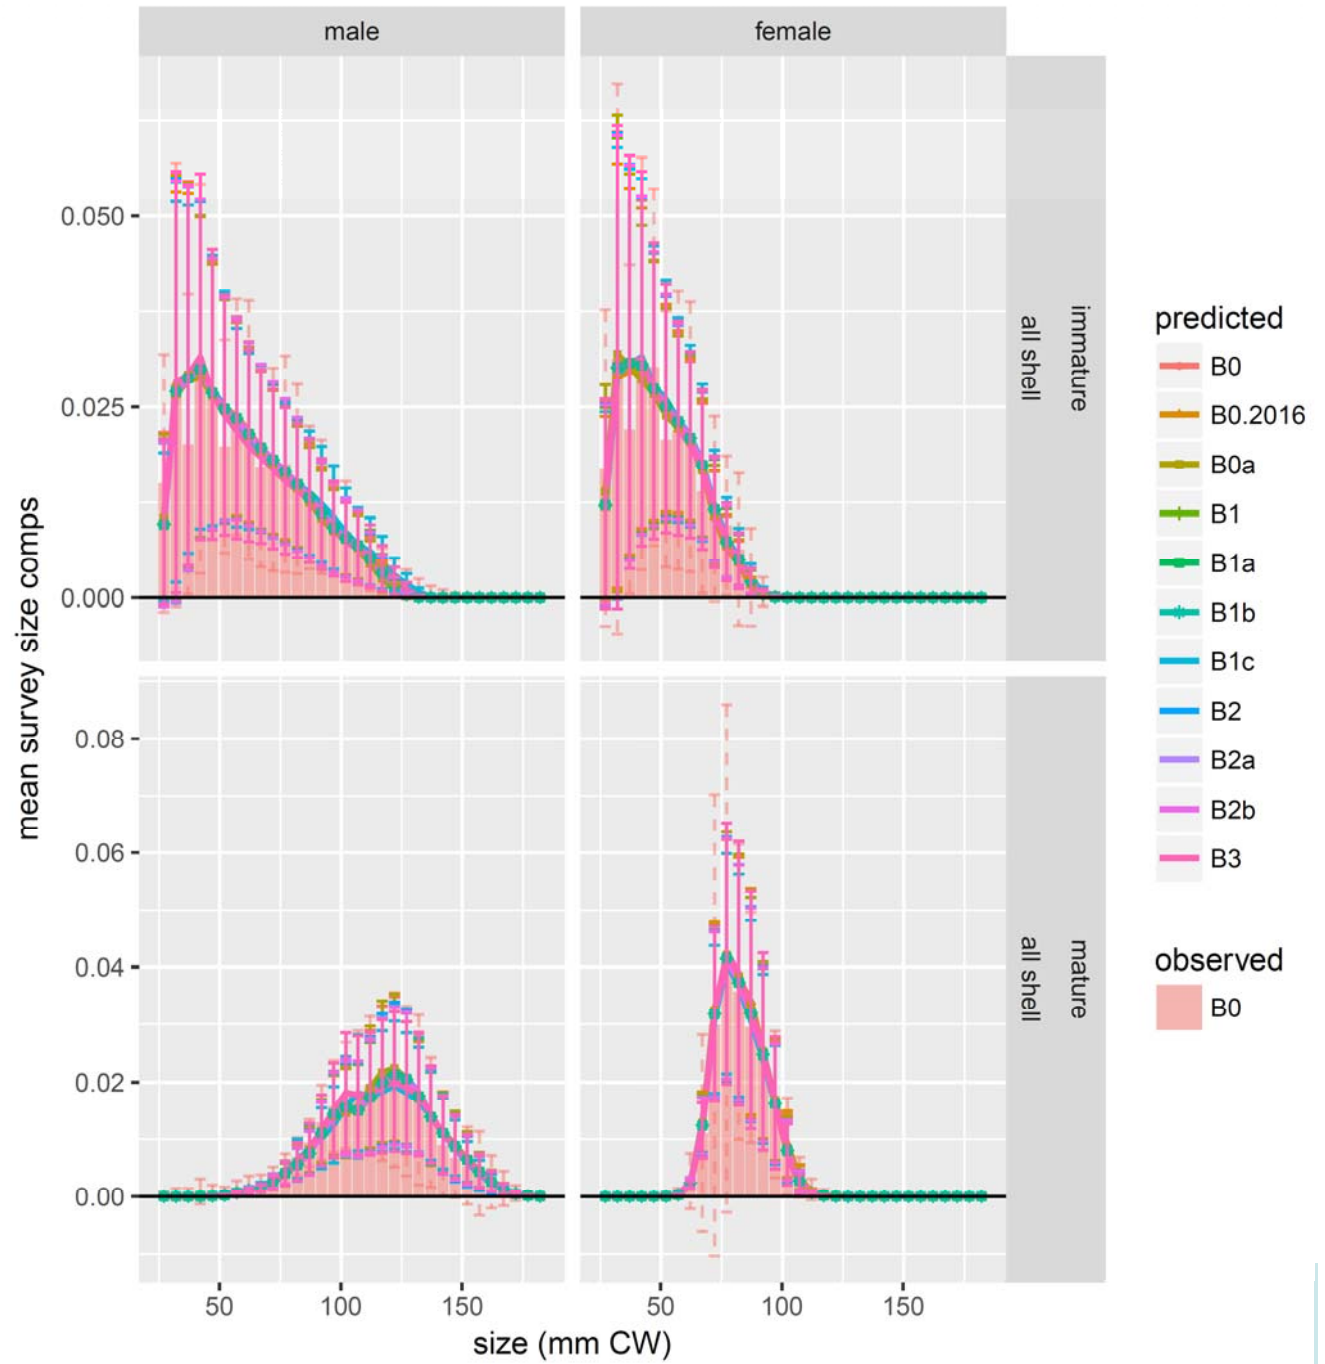 male
female
0.050
0.025
0.000
immature
all shell
0.08
0.06
0.04
0.02
0.00
mature
all shell
50
100
150
50
100
150
size (mm CW)
mean survey size comps
predicted
B0
B0.2016
B0a
B1
B1a
B1b
B1c
B2
B2a
B2b
B3
observed
B0